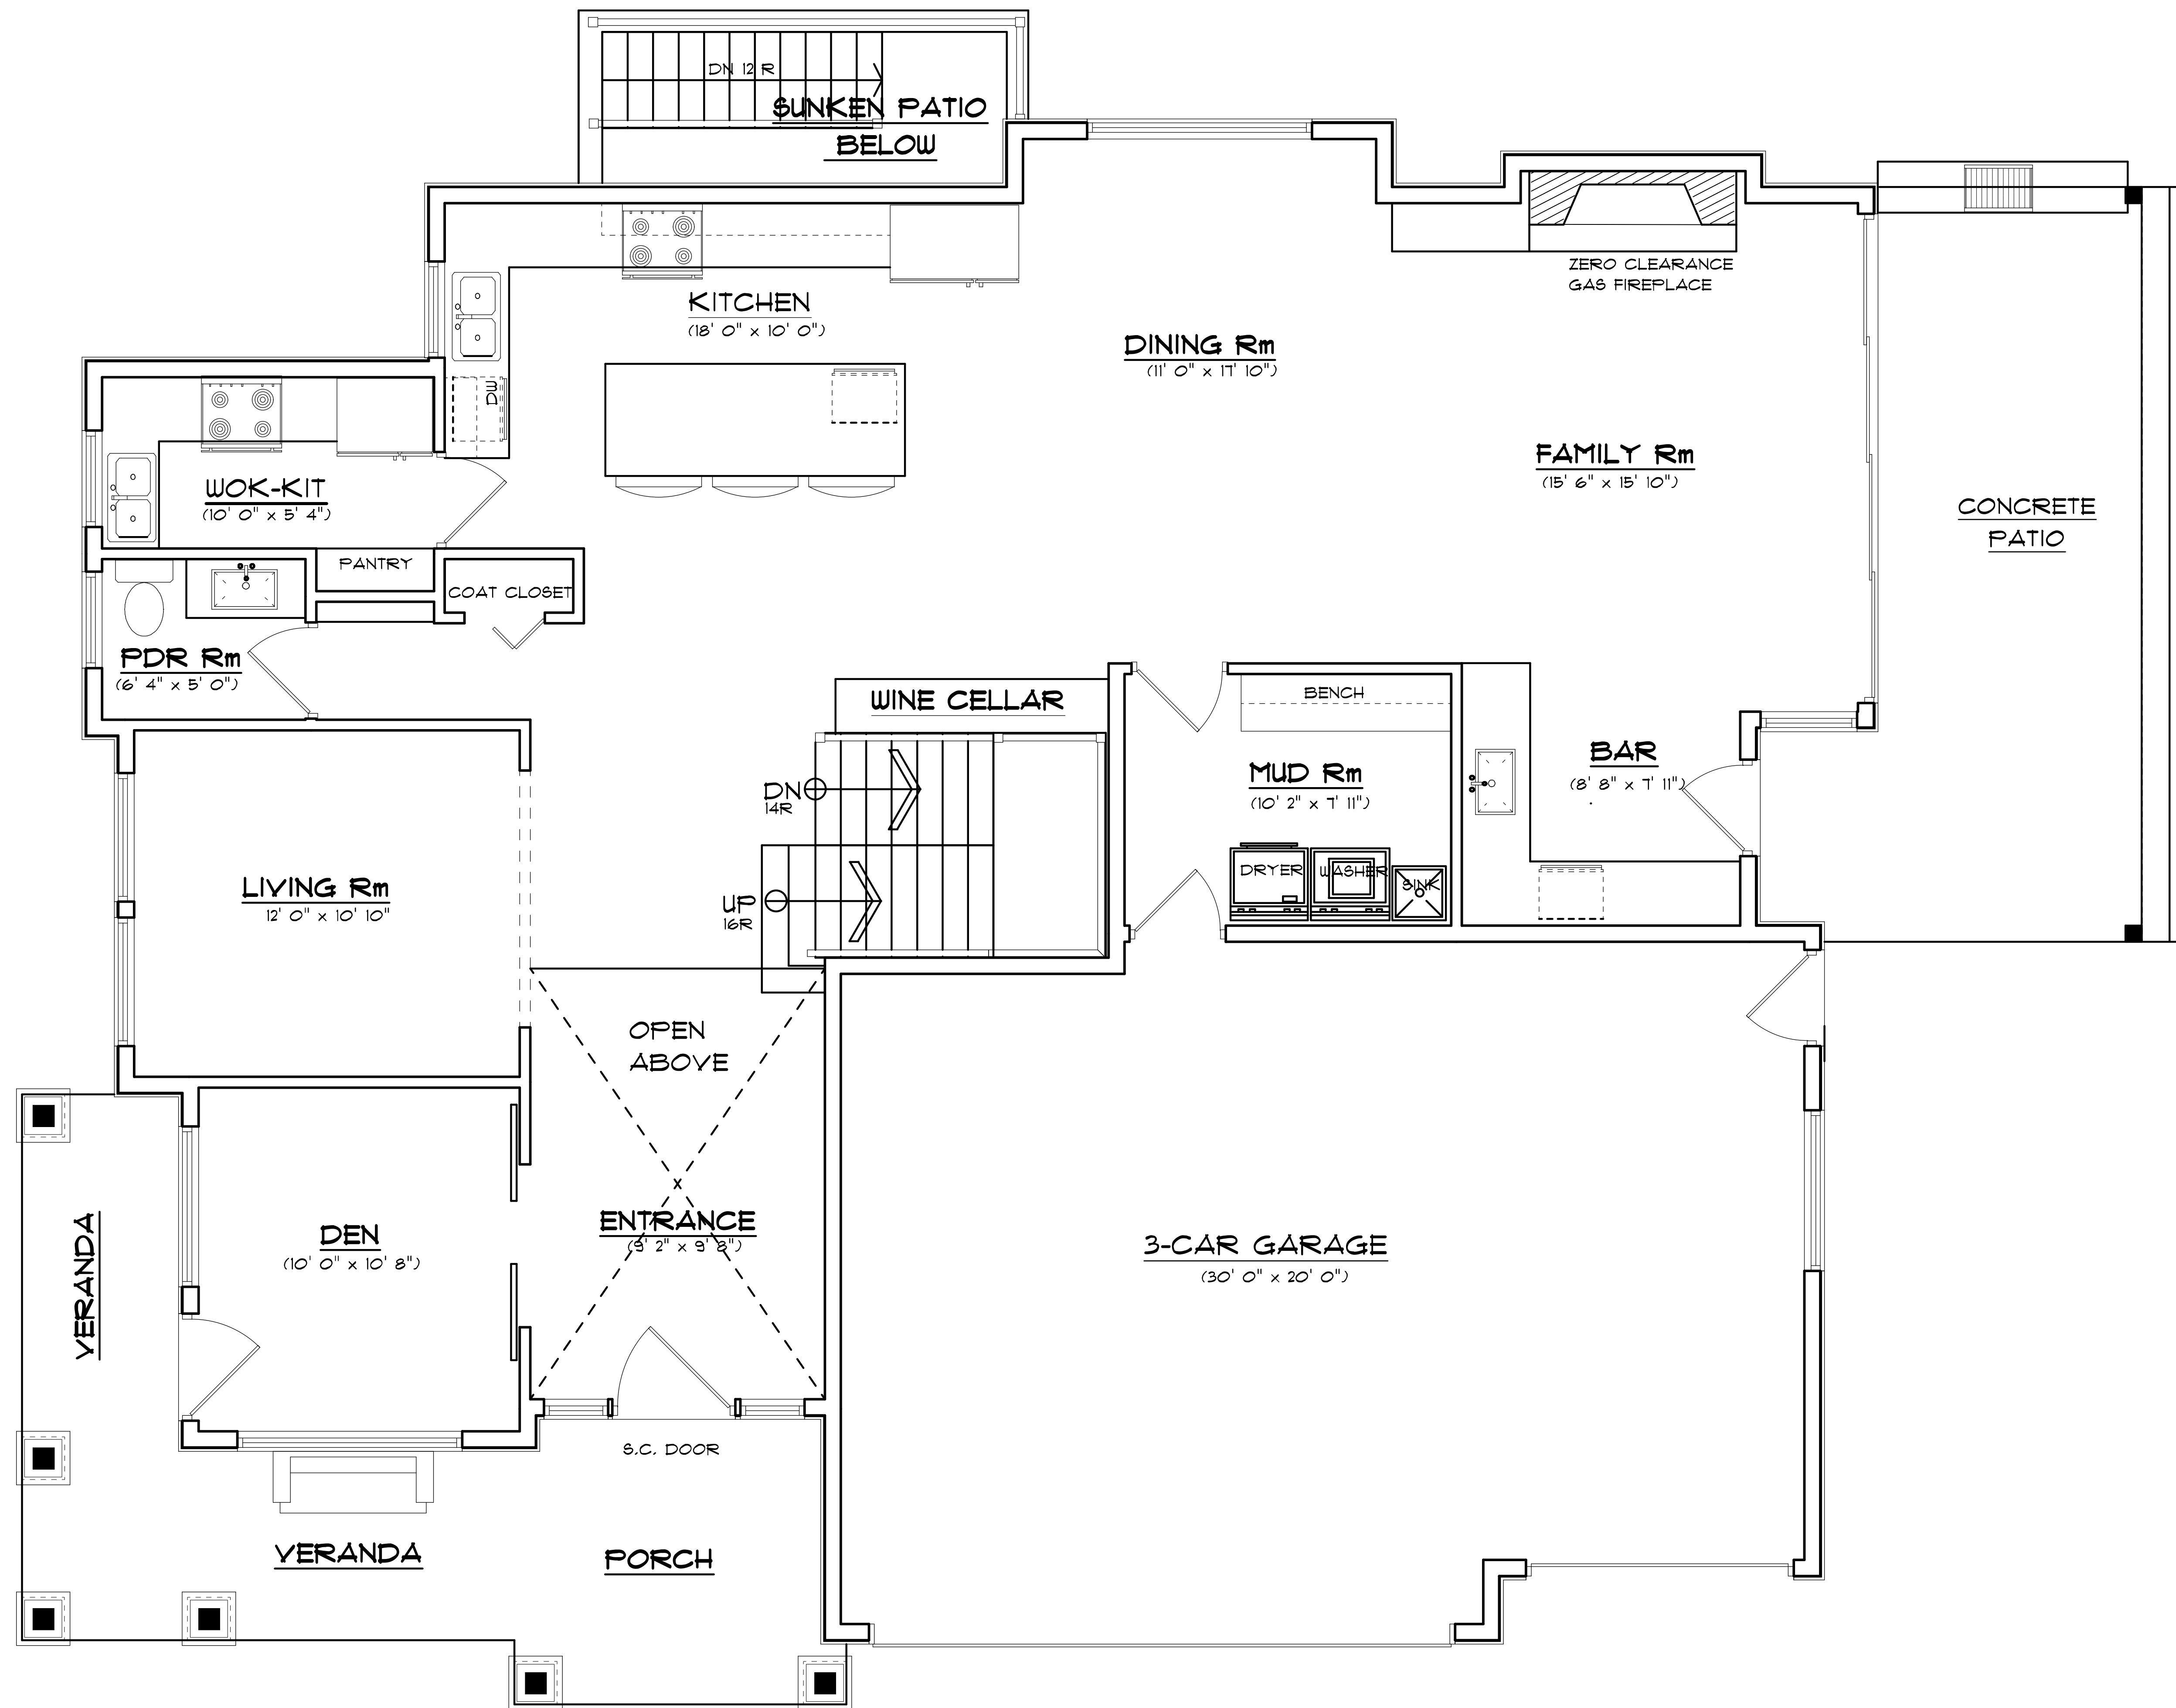 DN 12 R
SUNKEN PATIO
BELOW
ZERO CLEARANCE
GAS FIREPLACE
KITCHEN
(18' 0" x 10' 0")
DINING Rm
(11' 0" x 17' 10")
DW
FAMILY Rm
(15' 6" x 15' 10")
WOK-KIT
(10' 0" x 5' 4")
CONCRETE
PATIO
PANTRY
COAT CLOSET
PDR Rm
(6' 4" x 5' 0")
WINE CELLAR
BENCH
BAR
(8' 8" x 7' 11")
MUD Rm
(10' 2" x 7' 11")
DN
14R
DRYER
WASHER
SINK
LIVING Rm
12' 0" x 10' 10"
UP
16R
OPEN
ABOVE
VERANDA
DEN
(10' 0" x 10' 8")
ENTRANCE
(9' 2" x 9' 8")
3-CAR GARAGE
(30' 0" x 20' 0")
S.C. DOOR
VERANDA
PORCH